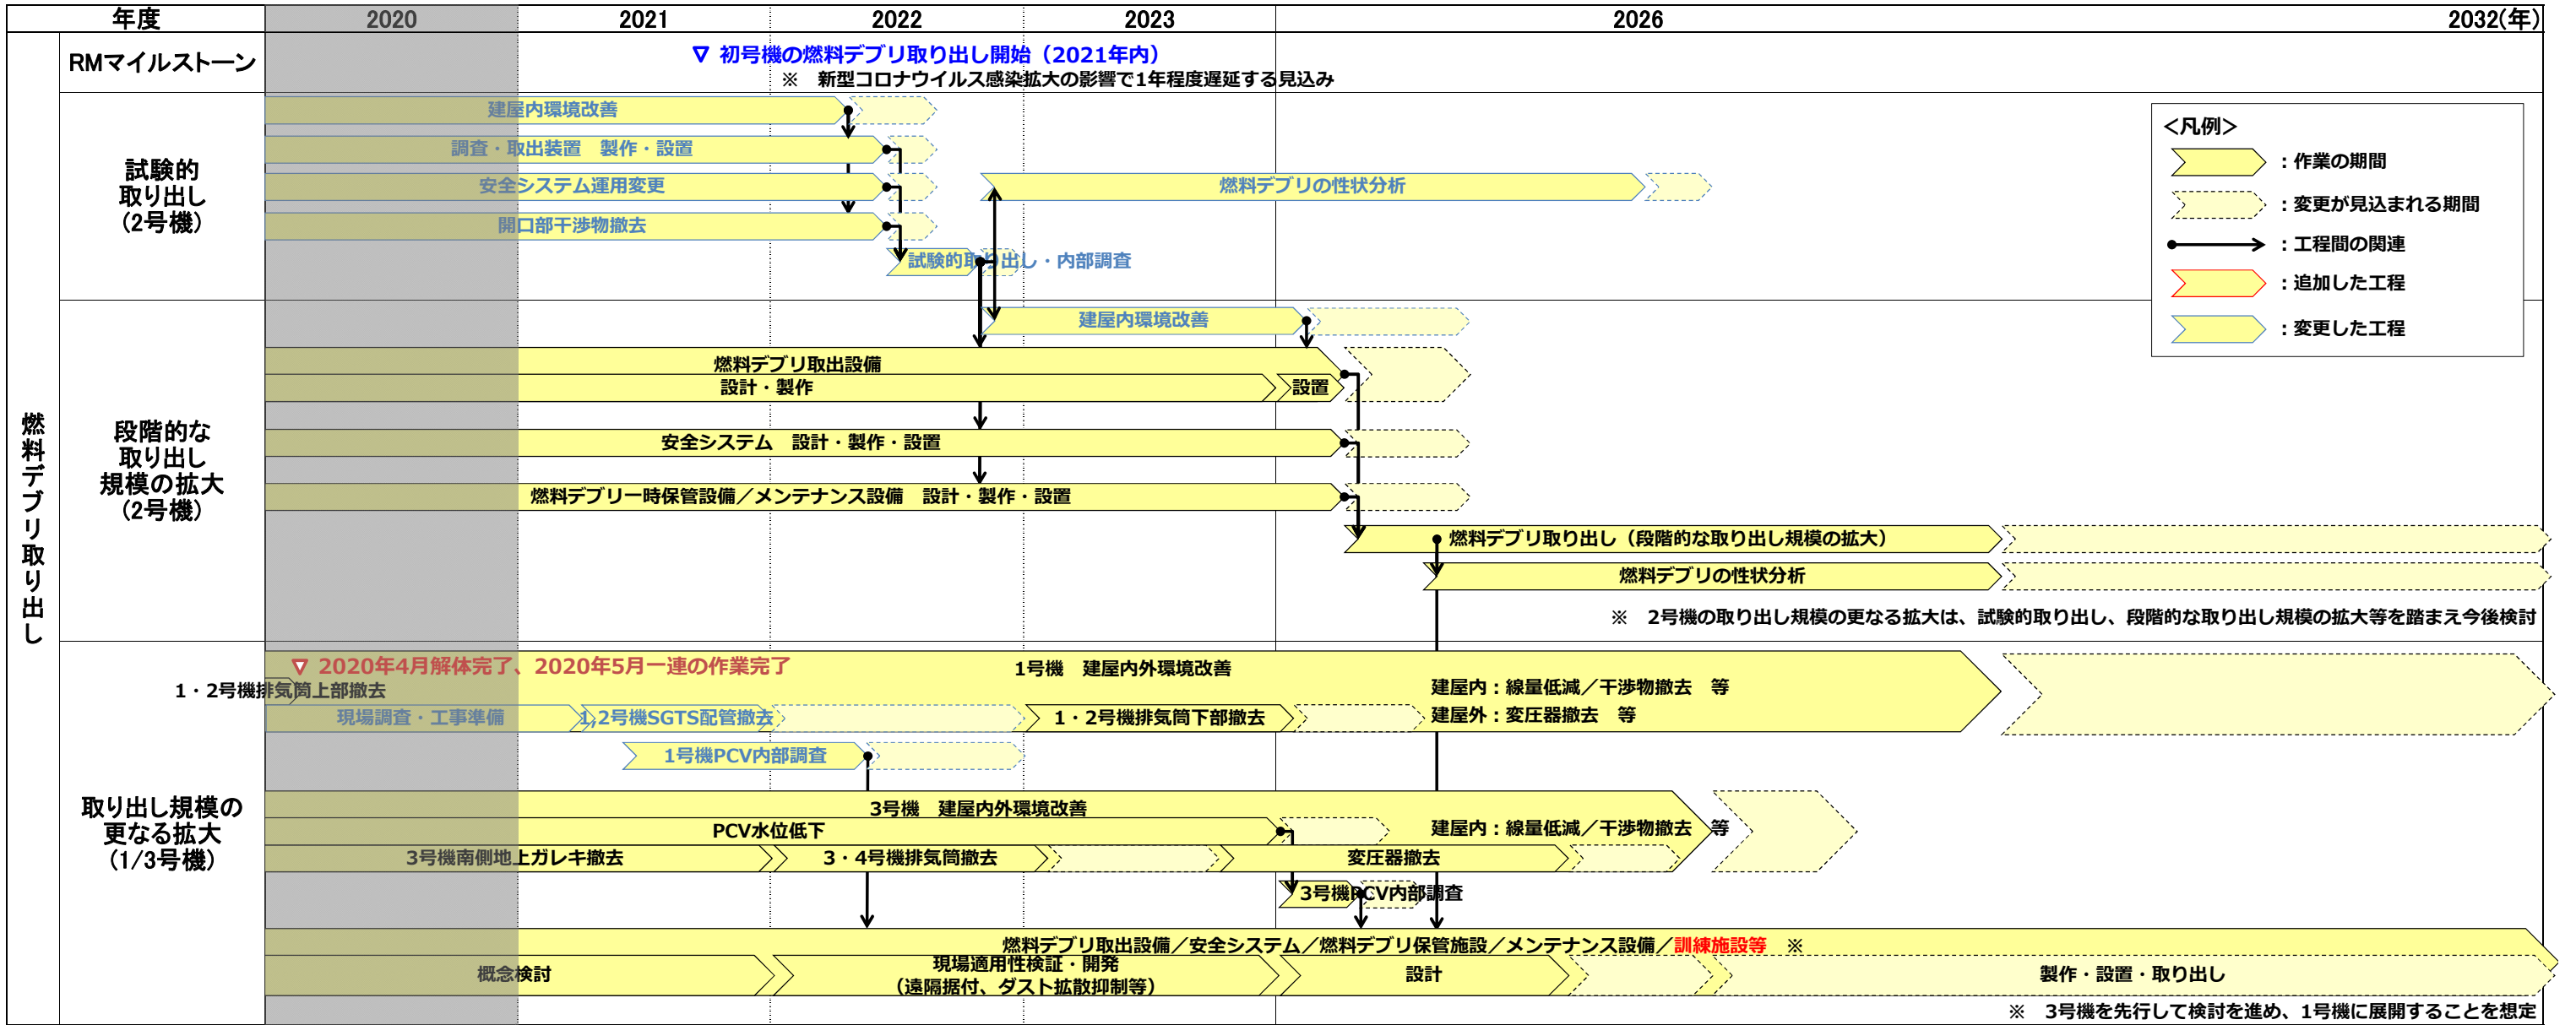 年度 2020 2021 2022 2023 2026 2032(年)
燃料デブリ取り出し
RMマイルストーン
▽ 初号機の燃料デブリ取り出し開始（2021年内）
※　新型コロナウイルス感染拡大の影響で1年程度遅延する見込み
試験的
取り出し
(2号機)
建屋内環境改善
調査・取出装置　製作・設置
安全システム運用変更
燃料デブリの性状分析
開口部干渉物撤去
試験的取り出し・内部調査
＜凡例＞
：作業の期間
：変更が見込まれる期間
：工程間の関連
：追加した工程
：変更した工程
段階的な
取り出し
規模の拡大
(2号機)
建屋内環境改善
燃料デブリ取出設備
設計・製作
設置
安全システム　設計・製作・設置
燃料デブリ一時保管設備／メンテナンス設備　設計・製作・設置
燃料デブリ取り出し（段階的な取り出し規模の拡大）
燃料デブリの性状分析
※　2号機の取り出し規模の更なる拡大は、試験的取り出し、段階的な取り出し規模の拡大等を踏まえ今後検討
取り出し規模の
更なる拡大
(1/3号機)
▽ 2020年4月解体完了、2020年5月一連の作業完了
1号機　建屋内外環境改善
1・2号機排気筒上部撤去
建屋内：線量低減／干渉物撤去　等
現場調査・工事準備
1,2号機SGTS配管撤去
1・2号機排気筒下部撤去
建屋外：変圧器撤去　等
1号機PCV内部調査
3号機　建屋内外環境改善
PCV水位低下
建屋内：線量低減／干渉物撤去　等
3号機南側地上ガレキ撤去
3・4号機排気筒撤去
変圧器撤去
3号機PCV内部調査
燃料デブリ取出設備／安全システム／燃料デブリ保管施設／メンテナンス設備／訓練施設等　※
概念検討
現場適用性検証・開発
（遠隔据付、ダスト拡散抑制等）
設計
製作・設置・取り出し
※　3号機を先行して検討を進め、1号機に展開することを想定